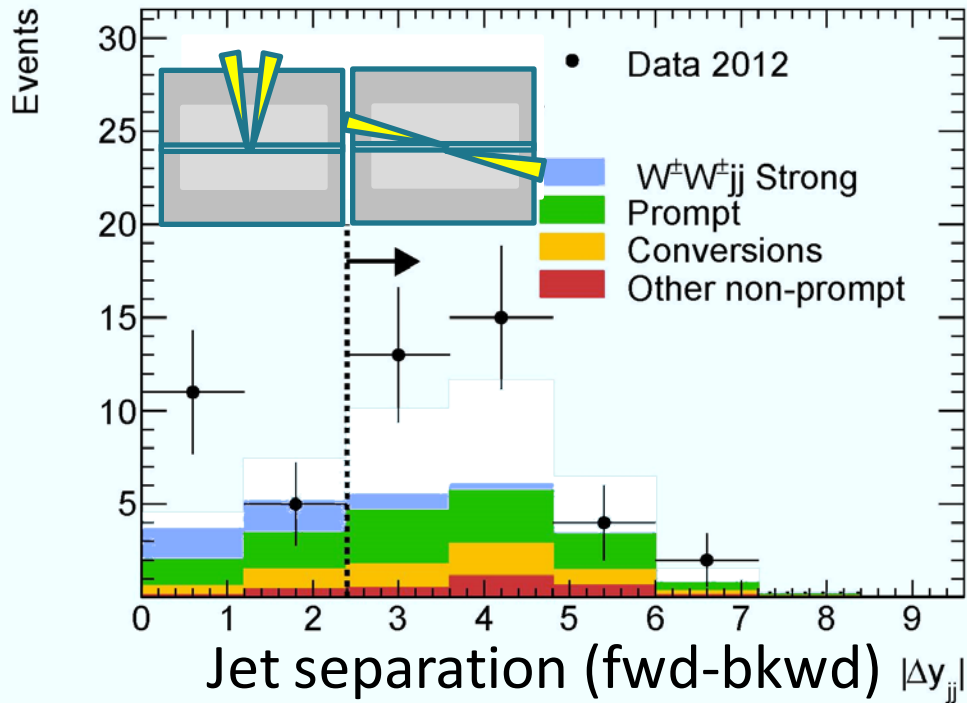 Events
30
25
20
15
10
5
Data 2012
W±W±jj Strong
Prompt
Conversions
Other non-prompt
0 1 2 3 4 5 6 7 8 9
Jet separation (fwd-bkwd) |Δyjj|